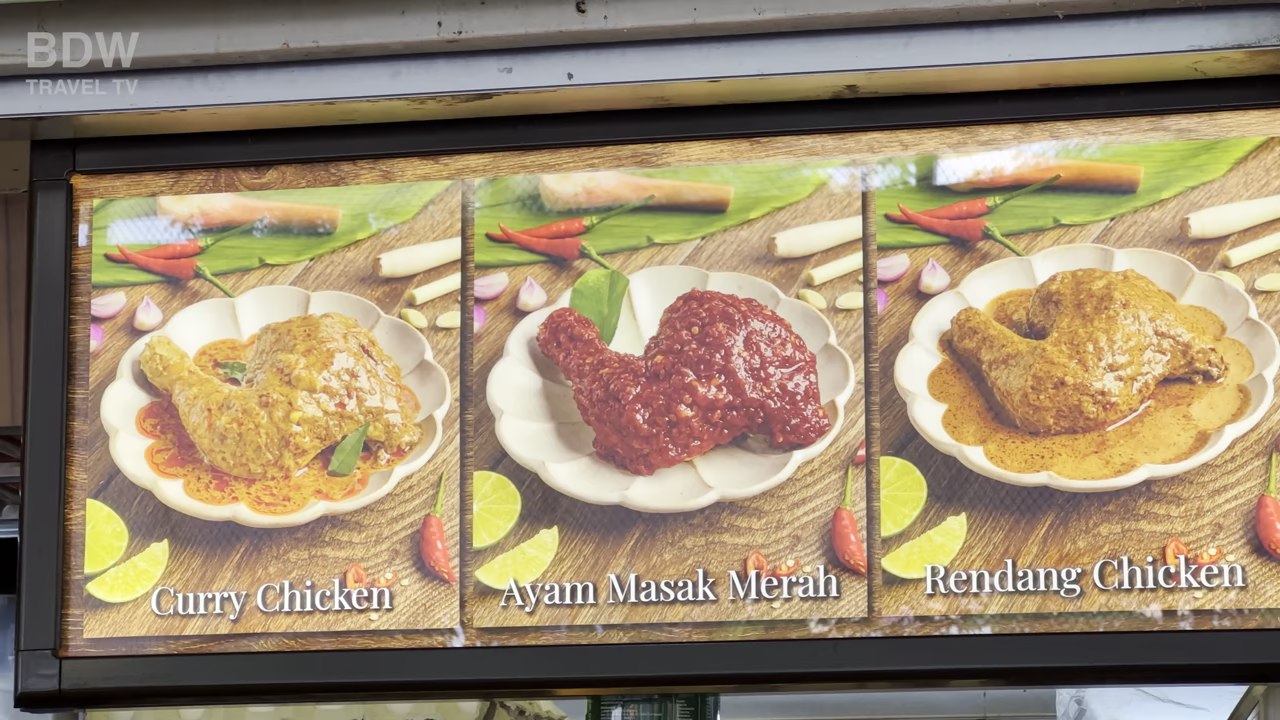 BDW
TRAVEL TV
Curry Chicken
Ayam Masak Merah
Rendang Chicken